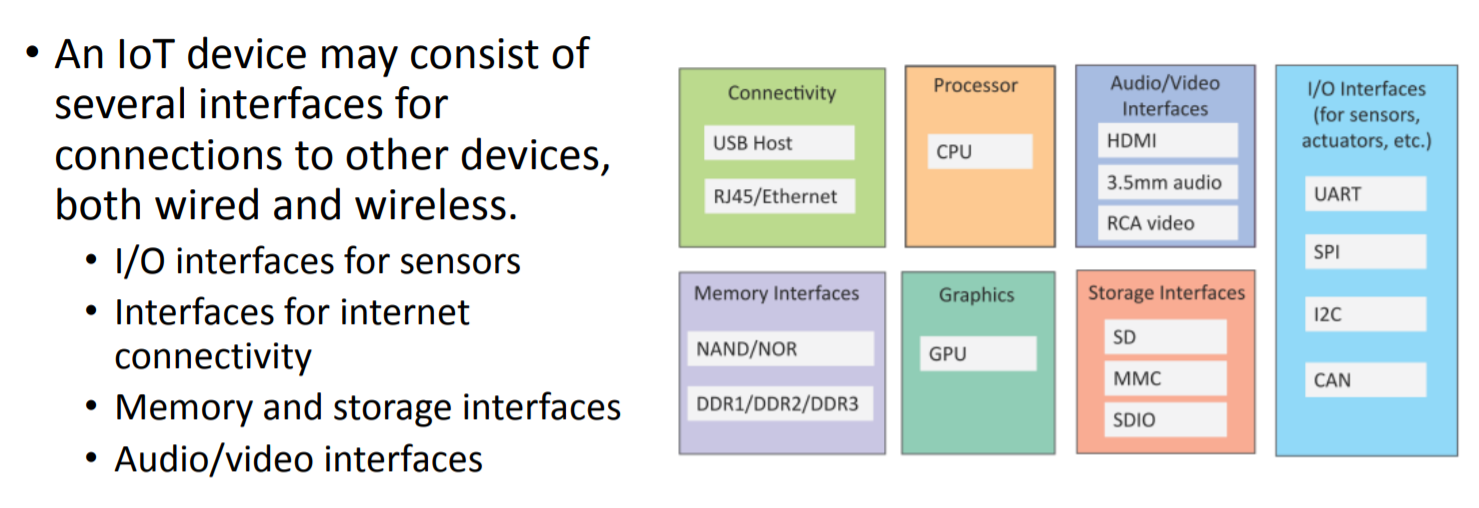 • An IoT device may consist of
several interfaces for
connections to other devices,
both wired and wireless.
• I/O interfaces for sensors
• Interfaces for internet
connectivity
• Memory and storage interfaces
• Audio/video interfaces
Connectivity
USB Host
RJ45/Ethernet
Processor
CPU
Audio/Video
Interfaces
HDMI
3.5mm audio
RCA video
I/O Interfaces
(for sensors,
actuators, etc.)
UART
SPI
I2C
CAN
Memory Interfaces
NAND/NOR
DDR1/DDR2/DDR3
Graphics
GPU
Storage Interfaces
SD
MMC
SDIO